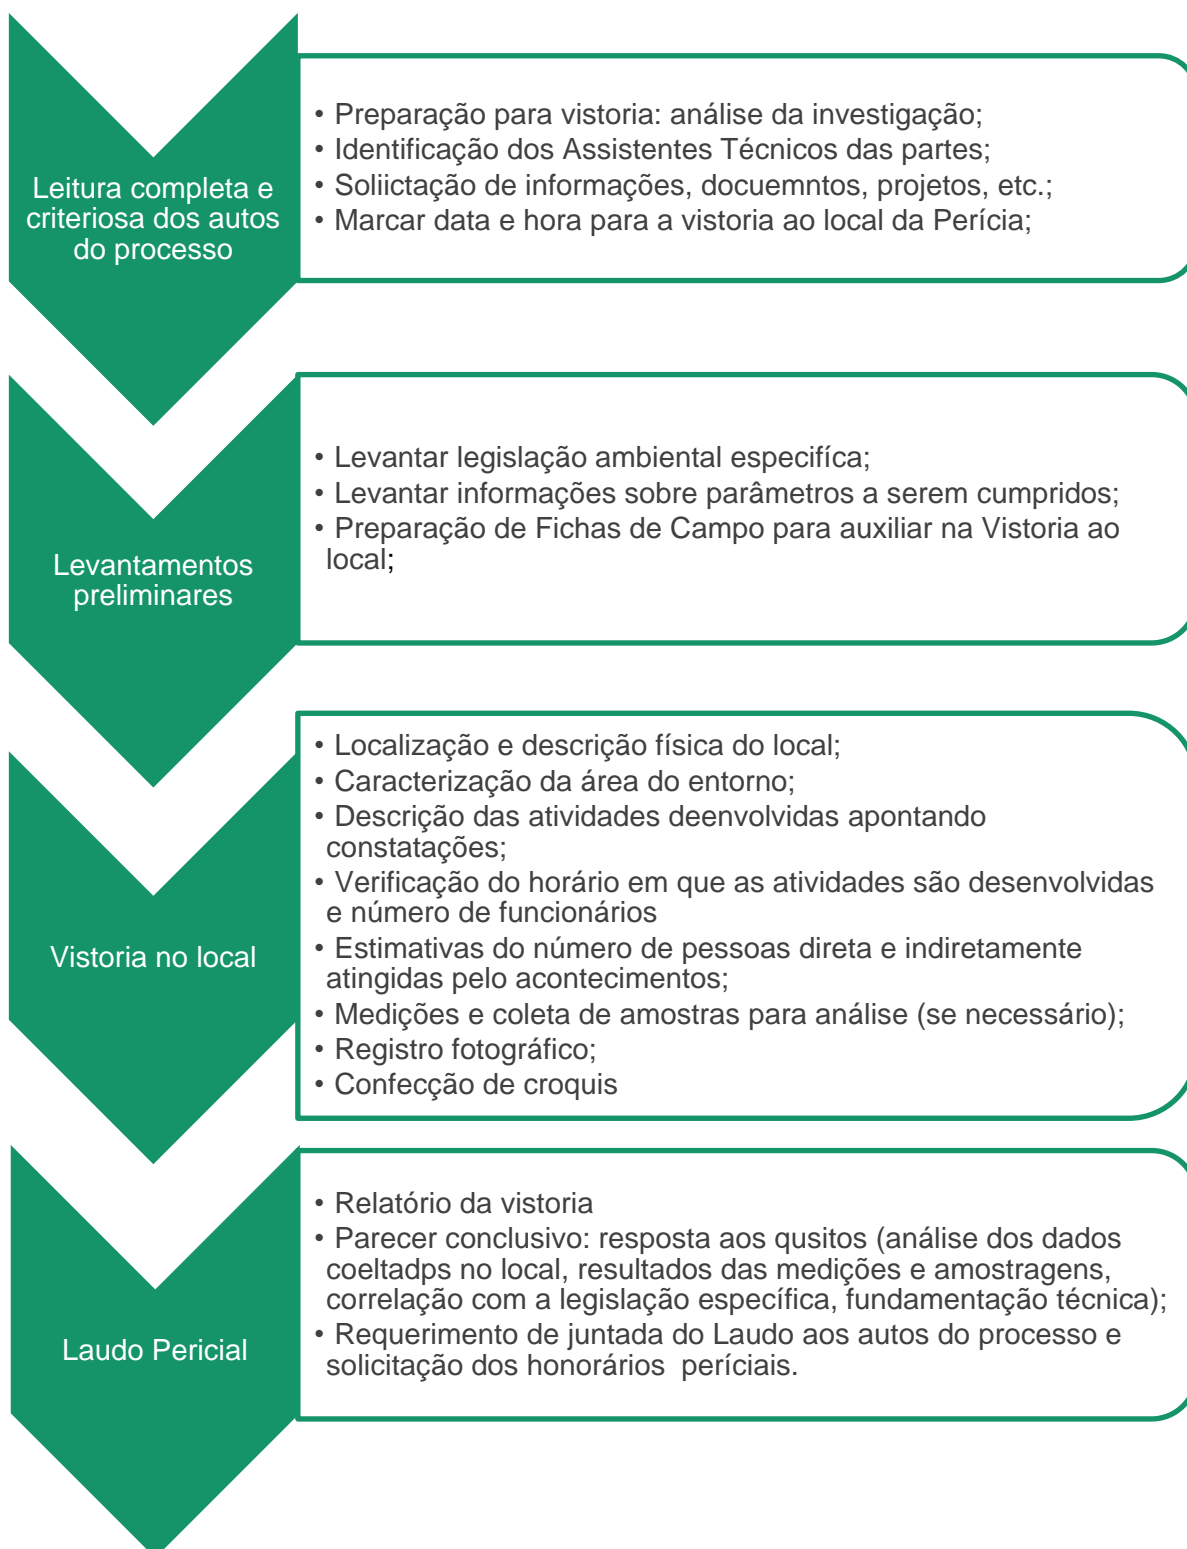 Leitura completa e
criteriosa dos autos
do processo
• Preparação para vistoria: análise da investigação;
• Identificação dos Assistentes Técnicos das partes;
• Soliictação de informações, docuemntos, projetos, etc.;
• Marcar data e hora para a vistoria ao local da Perícia;
Levantamentos
preliminares
• Levantar legislação ambiental especifíca;
• Levantar informações sobre parâmetros a serem cumpridos;
• Preparação de Fichas de Campo para auxiliar na Vistoria ao
local;
Vistoria no local
• Localização e descrição física do local;
• Caracterização da área do entorno;
• Descrição das atividades deenvolvidas apontando
constatações;
• Verificação do horário em que as atividades são desenvolvidas
e número de funcionários
• Estimativas do número de pessoas direta e indiretamente
atingidas pelo acontecimentos;
• Medições e coleta de amostras para análise (se necessário);
• Registro fotográfico;
• Confecção de croquis
Laudo Pericial
• Relatório da vistoria
• Parecer conclusivo: resposta aos qusitos (análise dos dados
coeltadps no local, resultados das medições e amostragens,
correlação com a legislação específica, fundamentação técnica);
• Requerimento de juntada do Laudo aos autos do processo e
solicitação dos honorários  períciais.